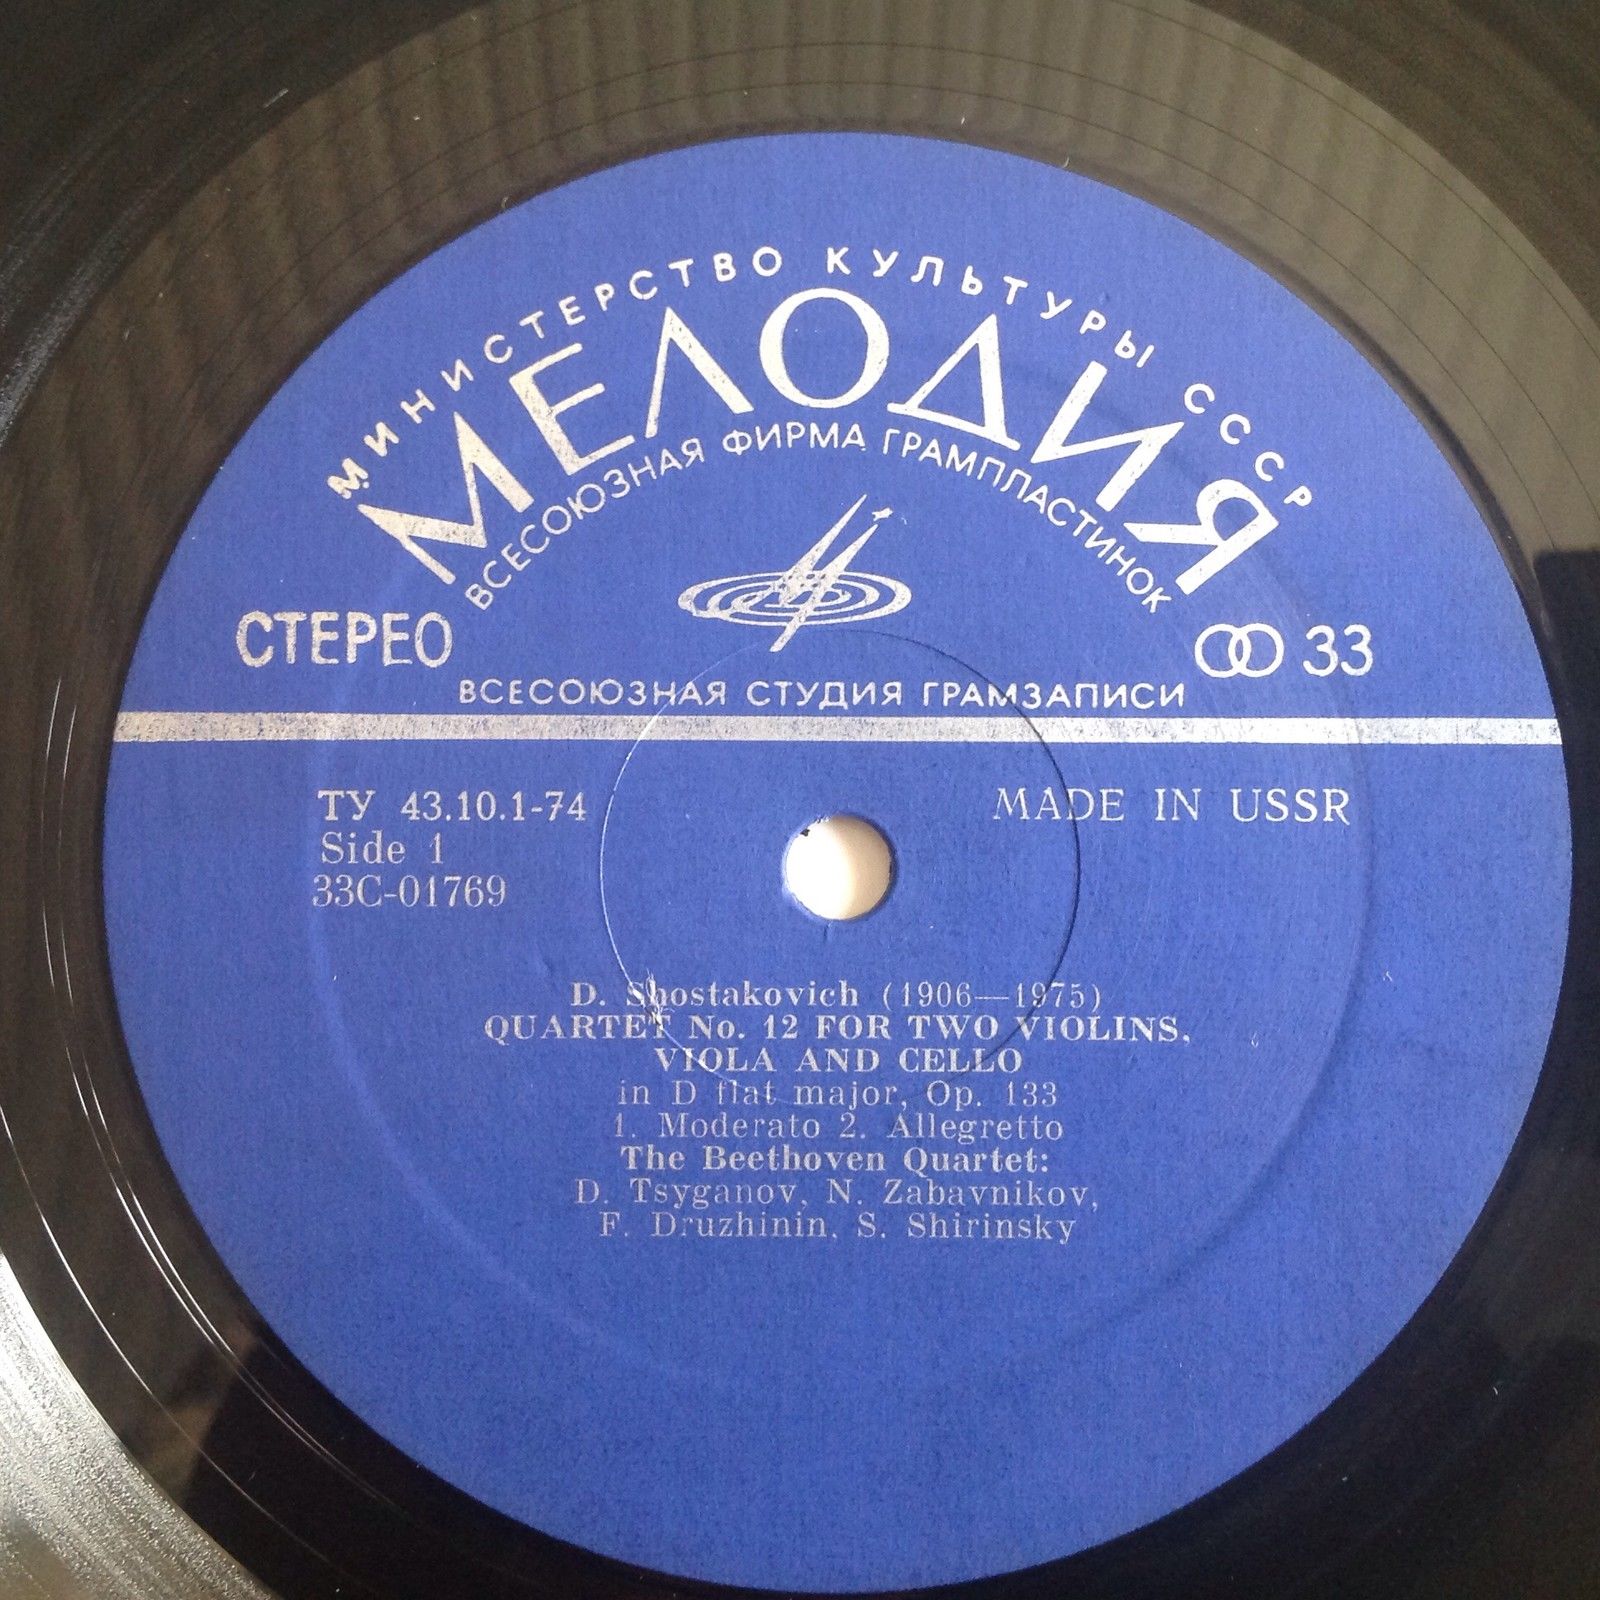 МИНИСТЕРСТВО КУЛЬТУРЫ СССР
МЕЛОДИЯ
ВСЕСОЮЗНАЯ ФИРМА ГРАМПЛАСТИНОК
СТЕРЕО
33
ВСЕСОЮЗНАЯ СТУДИЯ ГРАМЗАПИСИ
ТУ 43.10.1-74
MADE IN USSR
Side 1
33С-01769
D. Shostakovich (1906—1975)
QUARTET No. 12 FOR TWO VIOLINS,
VIOLA AND CELLO
in D flat major, Op. 133
1. Moderato 2. Allegretto
The Beethoven Quartet:
D. Tsyganov, N. Zabavnikov,
F. Druzhinin, S. Shirinsky